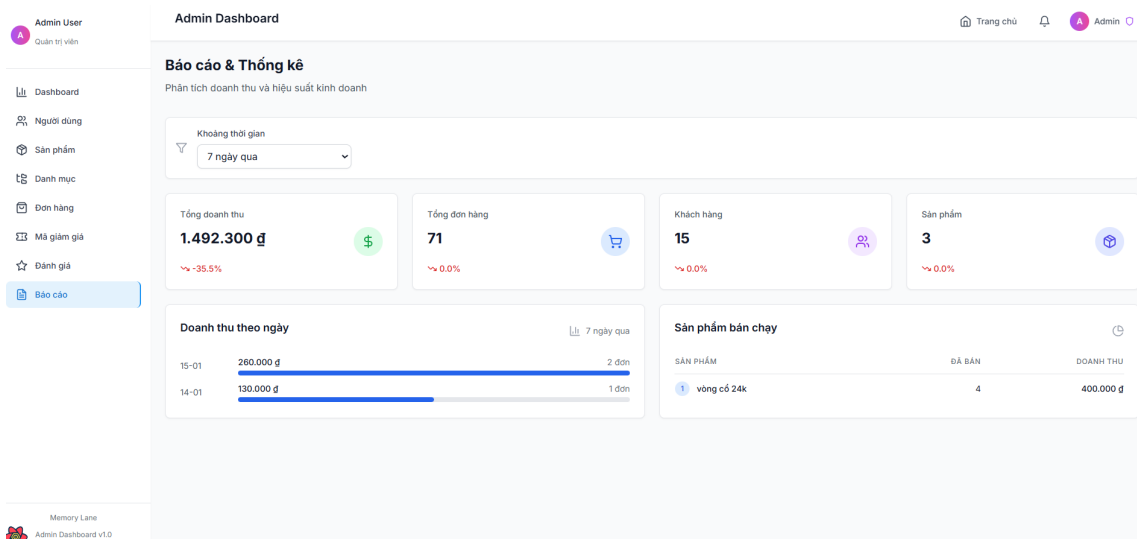 Admin User
A
Quản trị viên
Dashboard
Người dùng
Sản phẩm
Danh mục
Đơn hàng
Mã giảm giá
Đánh giá
Báo cáo
Memory Lane
Admin Dashboard v1.0
Admin Dashboard
Trang chủ
A Admin
Báo cáo & Thống kê
Phân tích doanh thu và hiệu suất kinh doanh
Khoảng thời gian
7 ngày qua
Tổng doanh thu
1.492.300 ₫
$
-35.5%
Tổng đơn hàng
71
0.0%
Khách hàng
15
0.0%
Sản phẩm
3
0.0%
Doanh thu theo ngày 7 ngày qua
15-01 260.000 ₫ 2 đơn
14-01 130.000 ₫ 1 đơn
Sản phẩm bán chạy
SẢN PHẨM ĐÃ BÁN DOANH THU
1 vòng cổ 24k 4 400.000 ₫